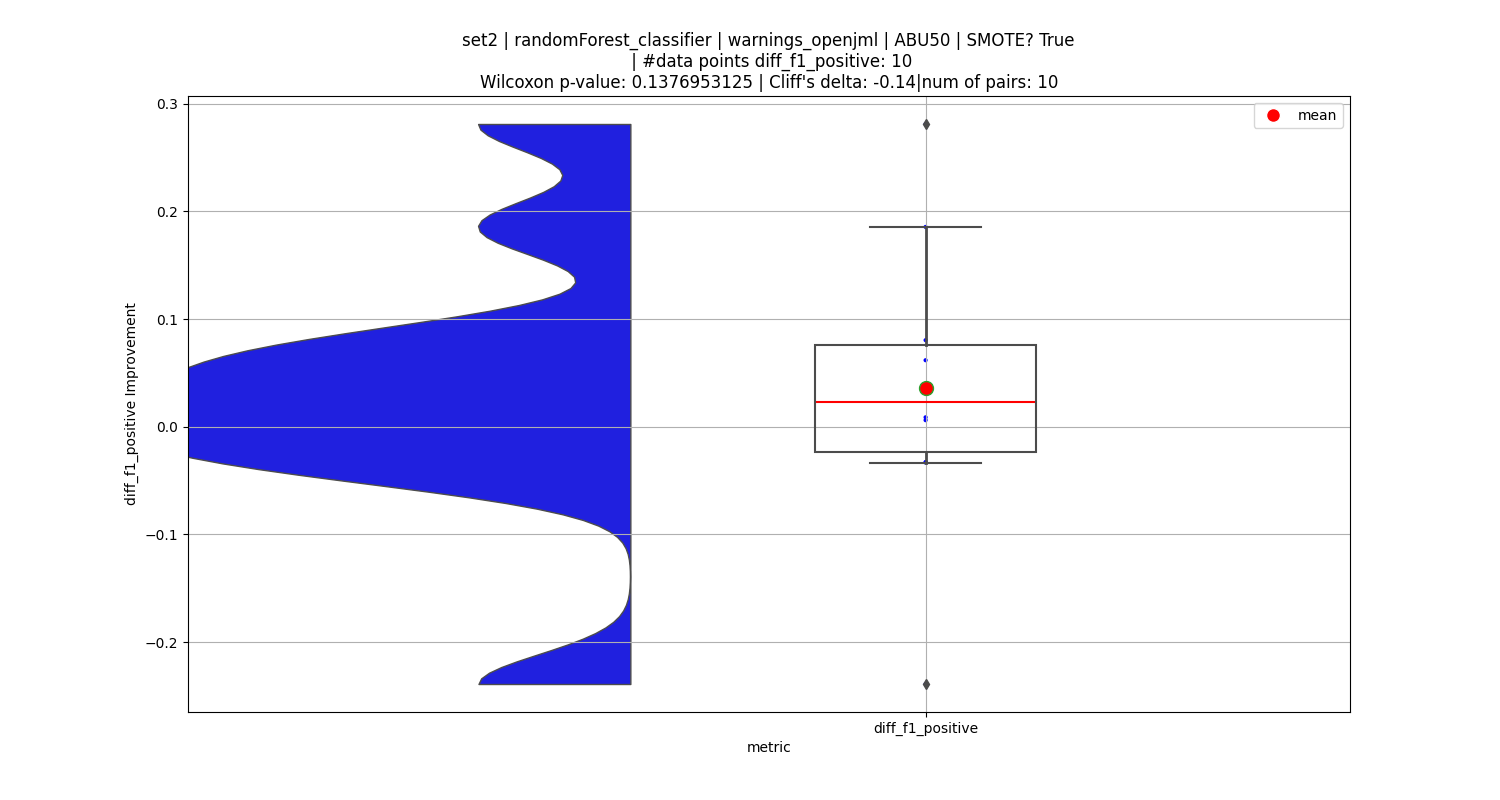 set2 | randomForest_classifier | warnings_openjml | ABU50 | SMOTE? True
| #data points diff_f1_positive: 10
Wilcoxon p-value: 0.1376953125 | Cliff's delta: -0.14|num of pairs: 10
mean
0.3
0.2
0.1
0.0
−0.1
−0.2
diff_f1_positive Improvement
diff_f1_positive
metric